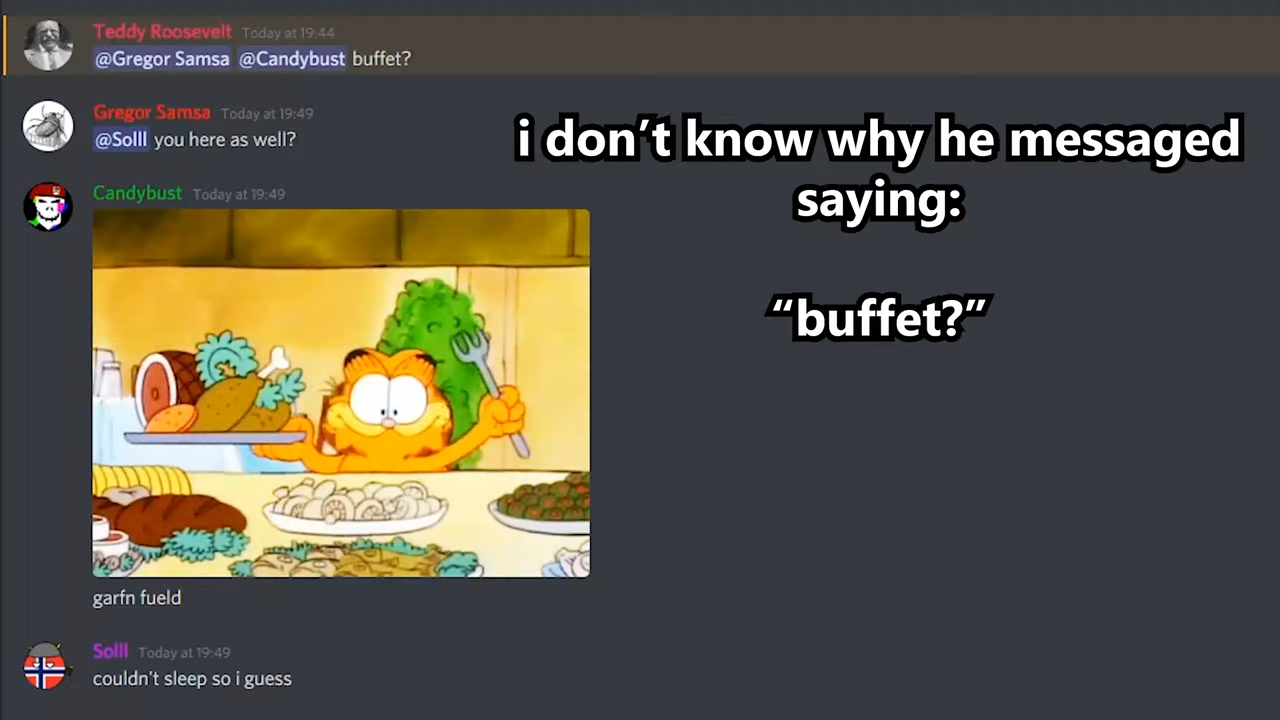 Teddy Roosevelt Today at 19:44
@Gregor Samsa @Candybust buffet?
Gregor Samsa Today at 19:49
@Solll you here as well?
i don’t know why he messaged
saying:
Candybust Today at 19:49
“buffet?”
garfn fueld
Solll Today at 19:49
couldn't sleep so i guess